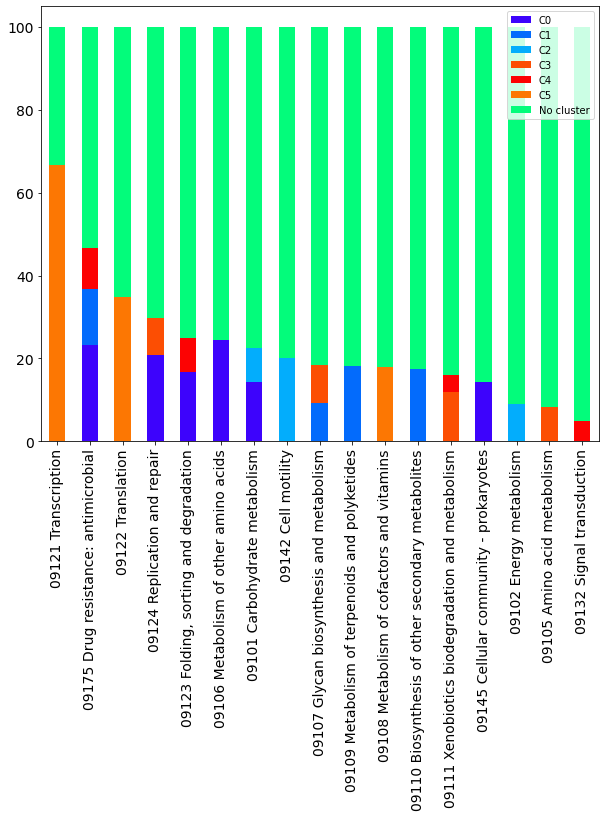 100
80
60
40
20
0
C0
C1
C2
C3
C4
C5
No cluster
09121 Transcription
09175 Drug resistance: antimicrobial
09122 Translation
09124 Replication and repair
09123 Folding, sorting and degradation
09106 Metabolism of other amino acids
09101 Carbohydrate metabolism
09142 Cell motility
09107 Glycan biosynthesis and metabolism
09109 Metabolism of terpenoids and polyketides
09108 Metabolism of cofactors and vitamins
09110 Biosynthesis of other secondary metabolites
09111 Xenobiotics biodegradation and metabolism
09145 Cellular community - prokaryotes
09102 Energy metabolism
09105 Amino acid metabolism
09132 Signal transduction